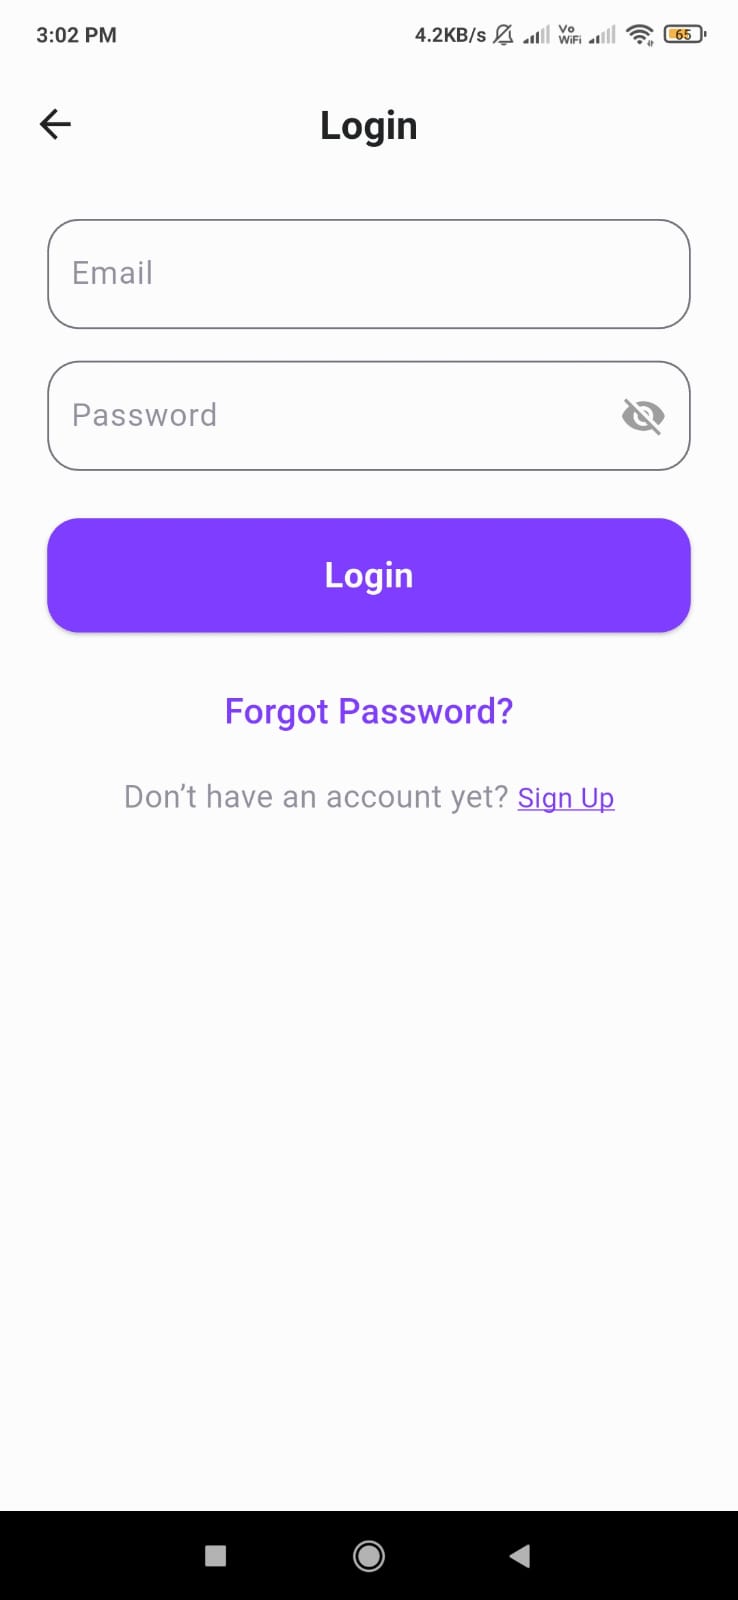 3:02 PM 4.2KB/s Vo WiFi 65
Login
Email
Password
Login
Forgot Password?
Don’t have an account yet? Sign Up